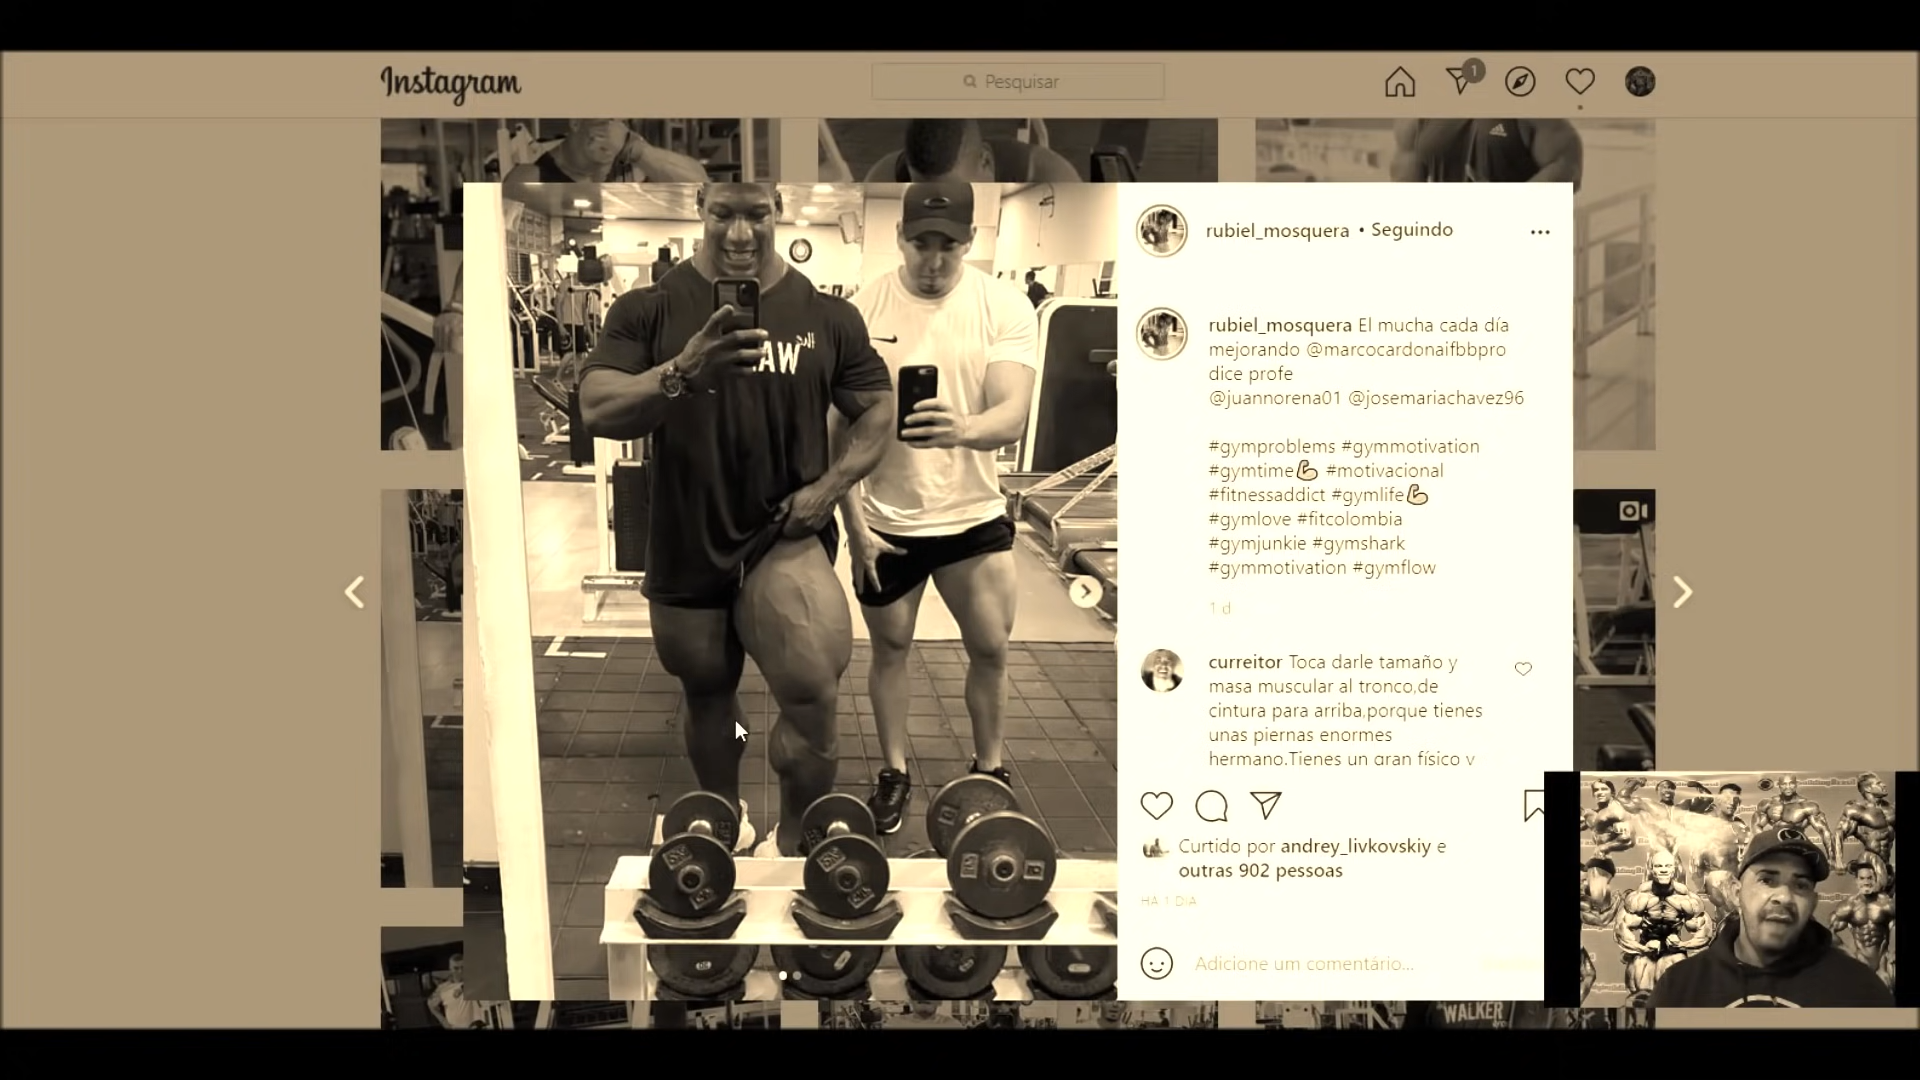 Instagram
Pesquisar
1
rubiel_mosquera • Seguindo
rubiel_mosquera El mucha cada día
mejorando @marcocardonaifbbpro
dice profe
@juannorena01 @josemariachavez96
#gymproblems #gymmotivation
#gymtime💪 #motivacional
#fitnessaddict #gymlife💪
#gymlove #fitcolombia
#gymjunkie #gymshark
#gymmotivation #gymflow
1 d
curreitor Toca darle tamaño y
masa muscular al tronco,de
cintura para arriba,porque tienes
unas piernas enormes
hermano.Tienes un gran físico y
Curtido por andrey_livkovskiy e
outras 902 pessoas
HÁ 1 DIA
Adicione um comentário...
WALKER